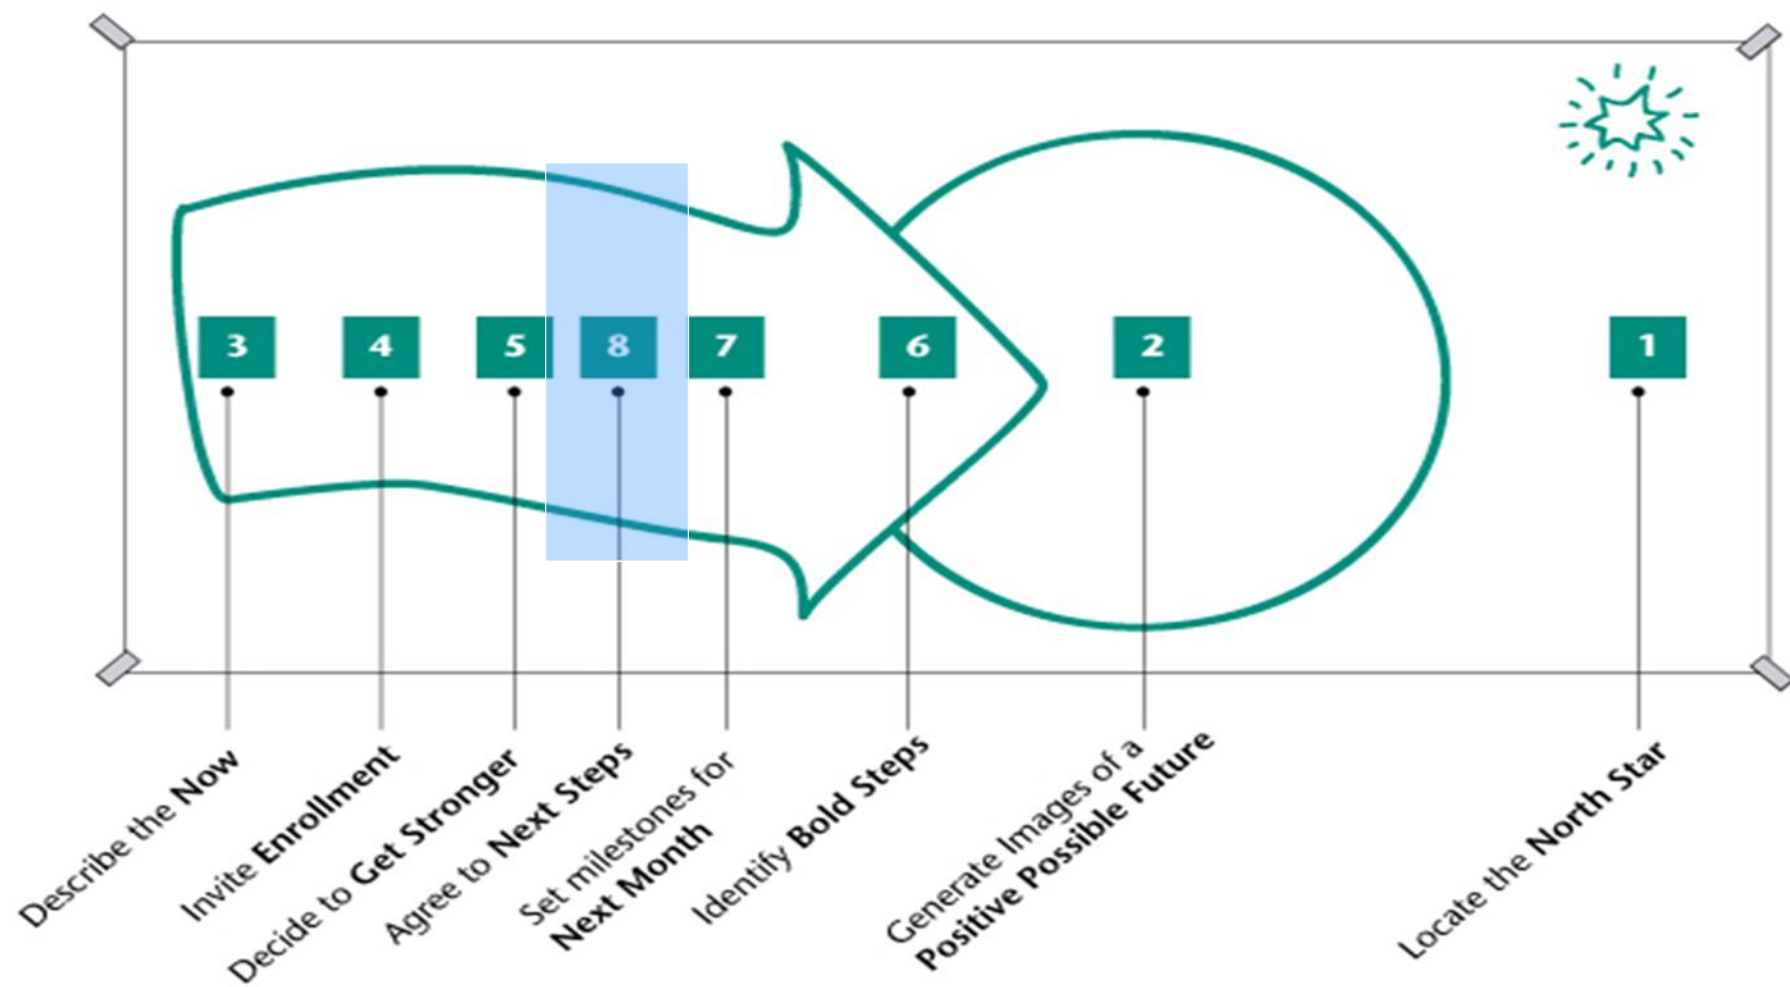 3 4 5 8 7 6 2 1
Describe the Now
Invite Enrollment
Decide to Get Stronger
Agree to Next Steps
Set milestones for
Next Month
Identify Bold Steps
Generate Images of a
Positive Possible Future
Locate the North Star